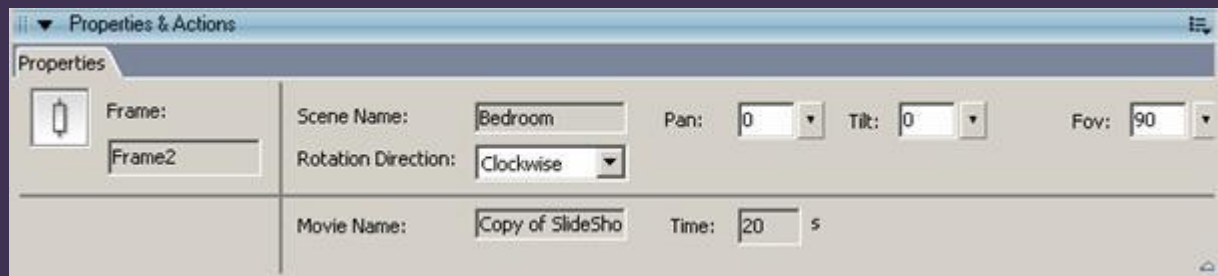 Properties & Actions
Properties
Frame: Scene Name: Bedroom Pan: 0 Tilt: 0 Fov: 90
Frame2 Rotation Direction: Clockwise
Movie Name: Copy of SlideSho Time: 20 s